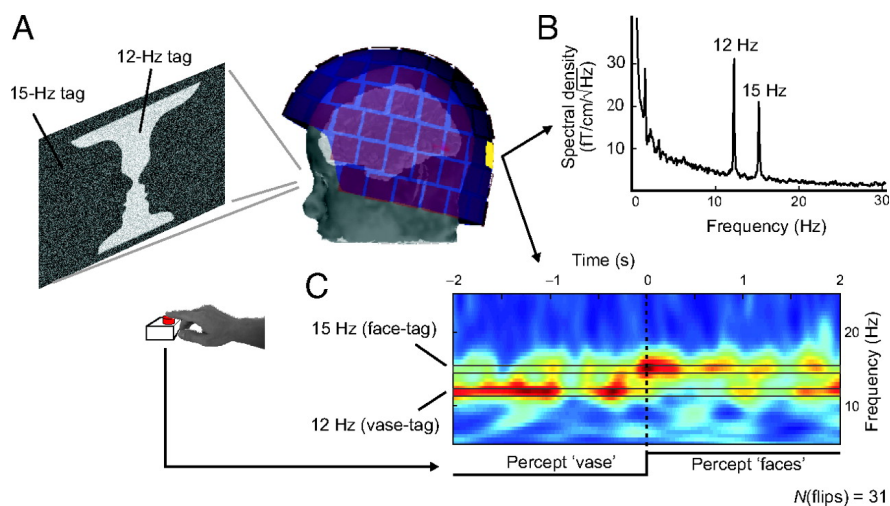 A
12-Hz tag
15-Hz tag
B
Spectral density
(fT/cm/√Hz)
30
20
10
12 Hz
15 Hz
0
10
20
30
Frequency (Hz)
C
Time (s)
-2
-1
0
1
2
15 Hz (face-tag)
12 Hz (vase-tag)
20
10
Frequency (Hz)
Percept 'vase'
Percept 'faces'
N(flips) = 31